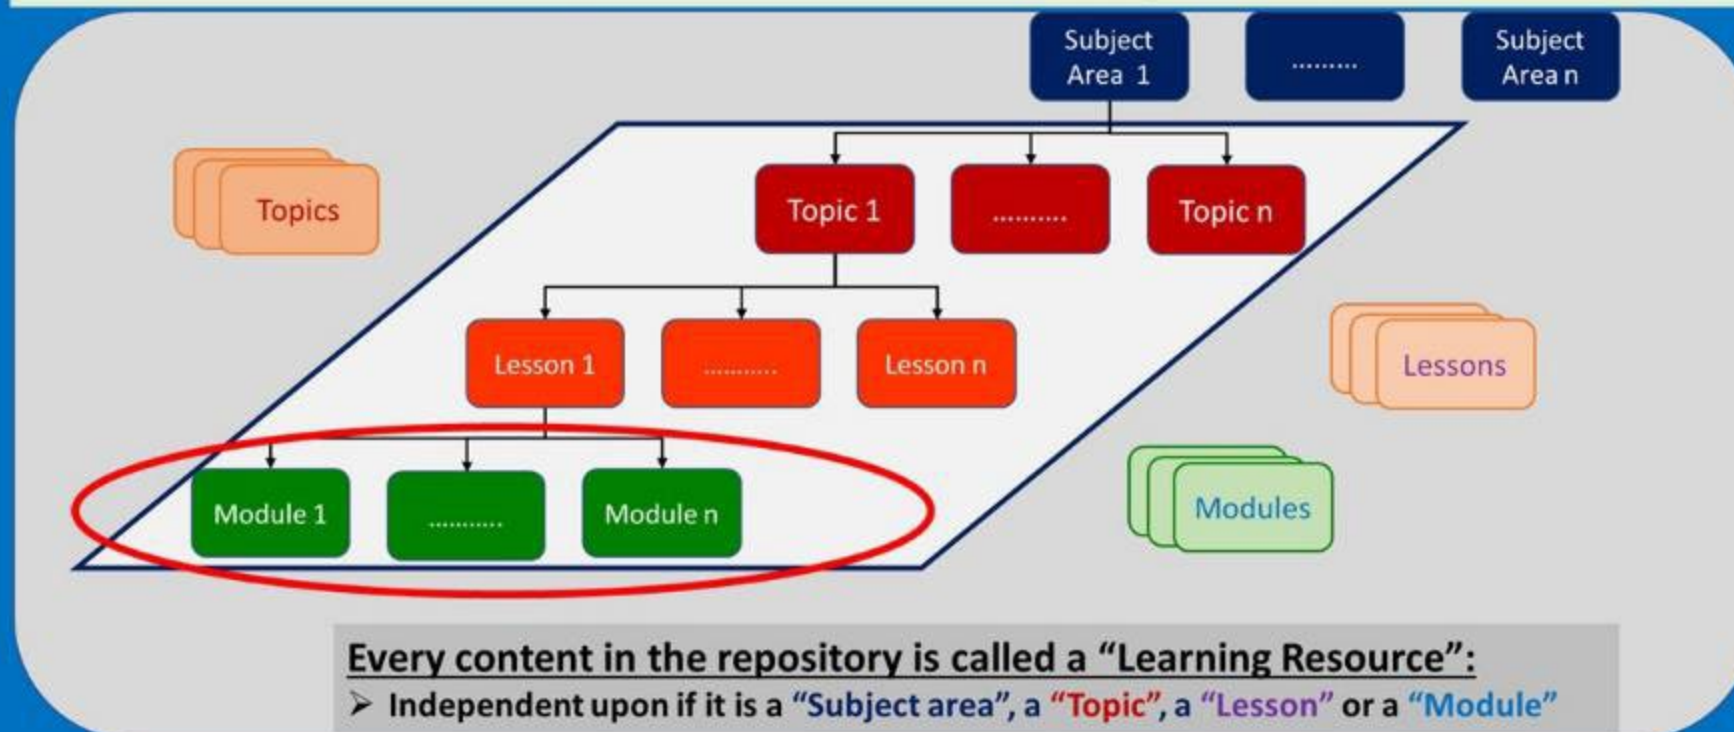 Subject
Area 1
.........
Subject
Area n
Topics
Topic 1
..........
Topic n
Lesson 1
...........
Lesson n
Lessons
Module 1
...........
Module n
Modules
Every content in the repository is called a “Learning Resource”:
➢ Independent upon if it is a “Subject area”, a “Topic”, a “Lesson” or a “Module”